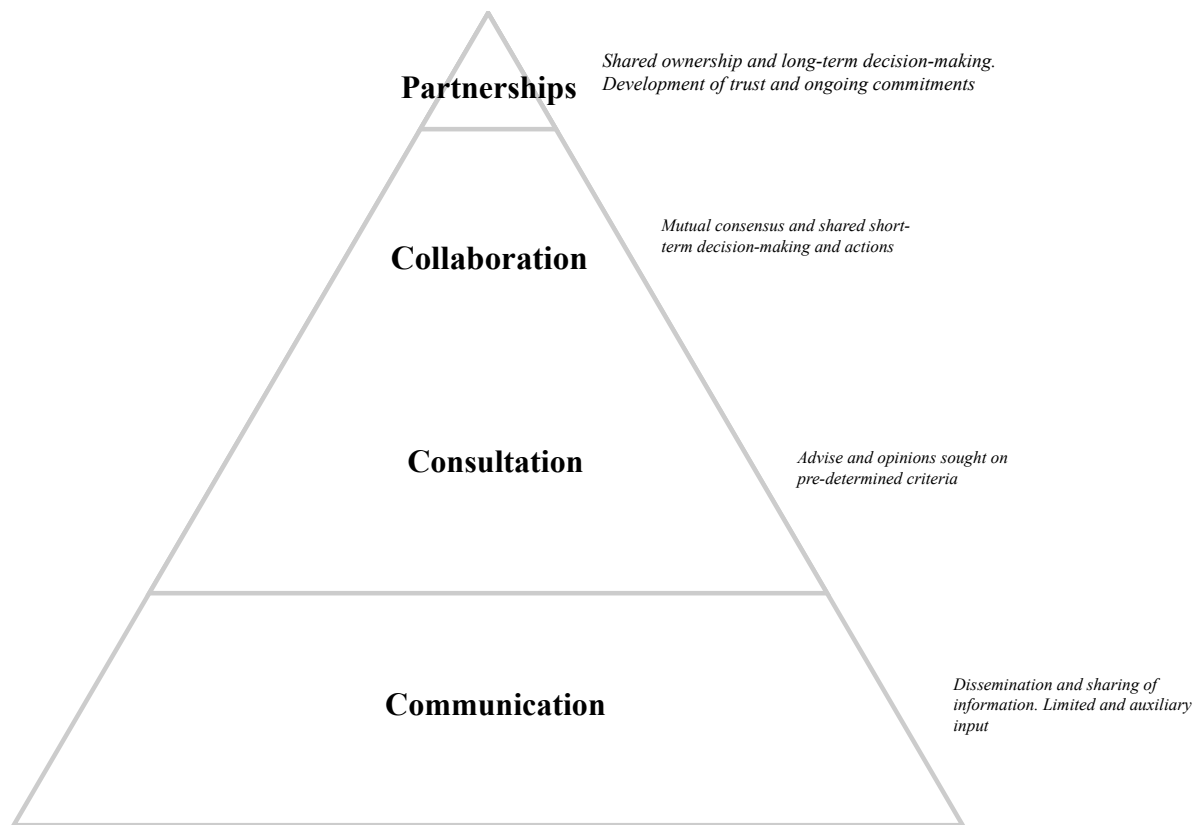 Partnerships
Shared ownership and long-term decision-making.
Development of trust and ongoing commitments
Collaboration
Mutual consensus and shared short-
term decision-making and actions
Consultation
Advise and opinions sought on
pre-determined criteria
Communication
Dissemination and sharing of
information. Limited and auxiliary
input